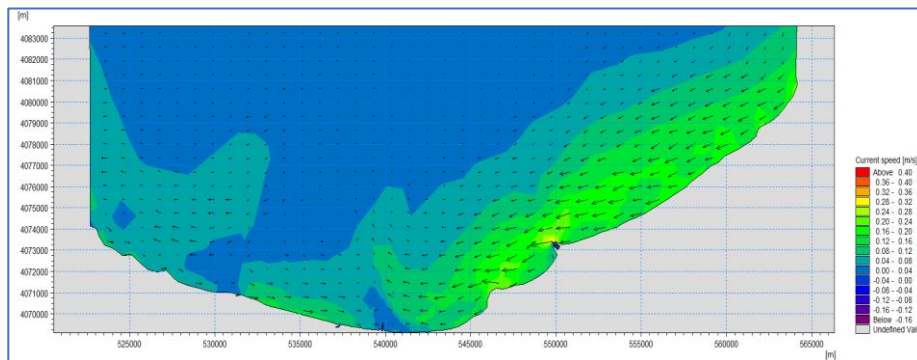 [m]
4083000
4082000
4081000
4080000
4079000
4078000
4077000
4076000
4075000
4074000
4073000
4072000
4071000
4070000
525000 530000 535000 540000 545000 550000 555000 560000 565000
[m]
Current speed [m/s]
Above 0.40
0.36 - 0.40
0.32 - 0.36
0.28 - 0.32
0.24 - 0.28
0.20 - 0.24
0.16 - 0.20
0.12 - 0.16
0.08 - 0.12
0.04 - 0.08
0.00 - 0.04
-0.04 - 0.00
-0.08 - -0.04
-0.12 - -0.08
-0.16 - -0.12
Below -0.16
Undefined Val